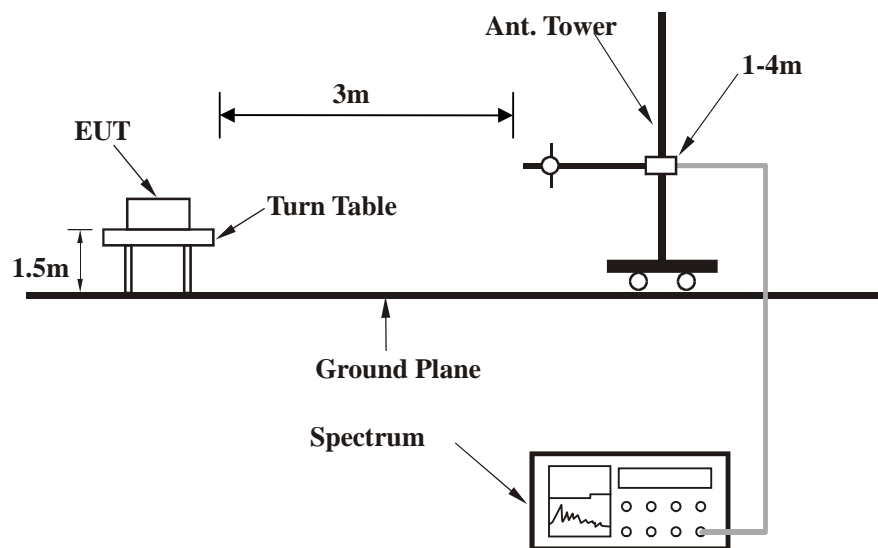 Ant. Tower
1-4m
3m
EUT
Turn Table
1.5m
Ground Plane
Spectrum